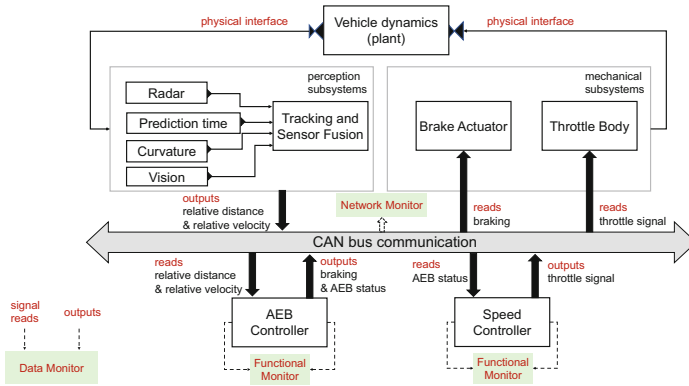 physical interface
Vehicle dynamics
(plant)
physical interface
perception
subsystems
mechanical
subsystems
Radar
Prediction time
Curvature
Vision
Tracking and
Sensor Fusion
Brake Actuator
Throttle Body
outputs
relative distance
& relative velocity
Network Monitor
reads
braking
reads
throttle signal
CAN bus communication
reads
relative distance
& relative velocity
outputs
braking
& AEB status
reads
AEB status
outputs
throttle signal
signal
reads
outputs
AEB
Controller
Speed
Controller
Data Monitor
Functional
Monitor
Functional
Monitor